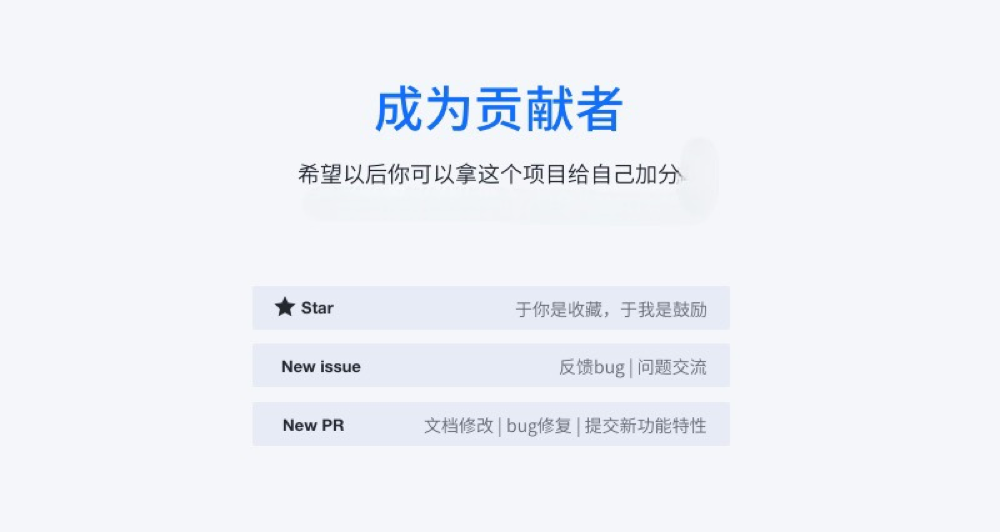 成为贡献者
希望以后你可以拿这个项目给自己加分
Star 于你是收藏，于我是鼓励
New issue 反馈bug | 问题交流
New PR 文档修改 | bug修复 | 提交新功能特性